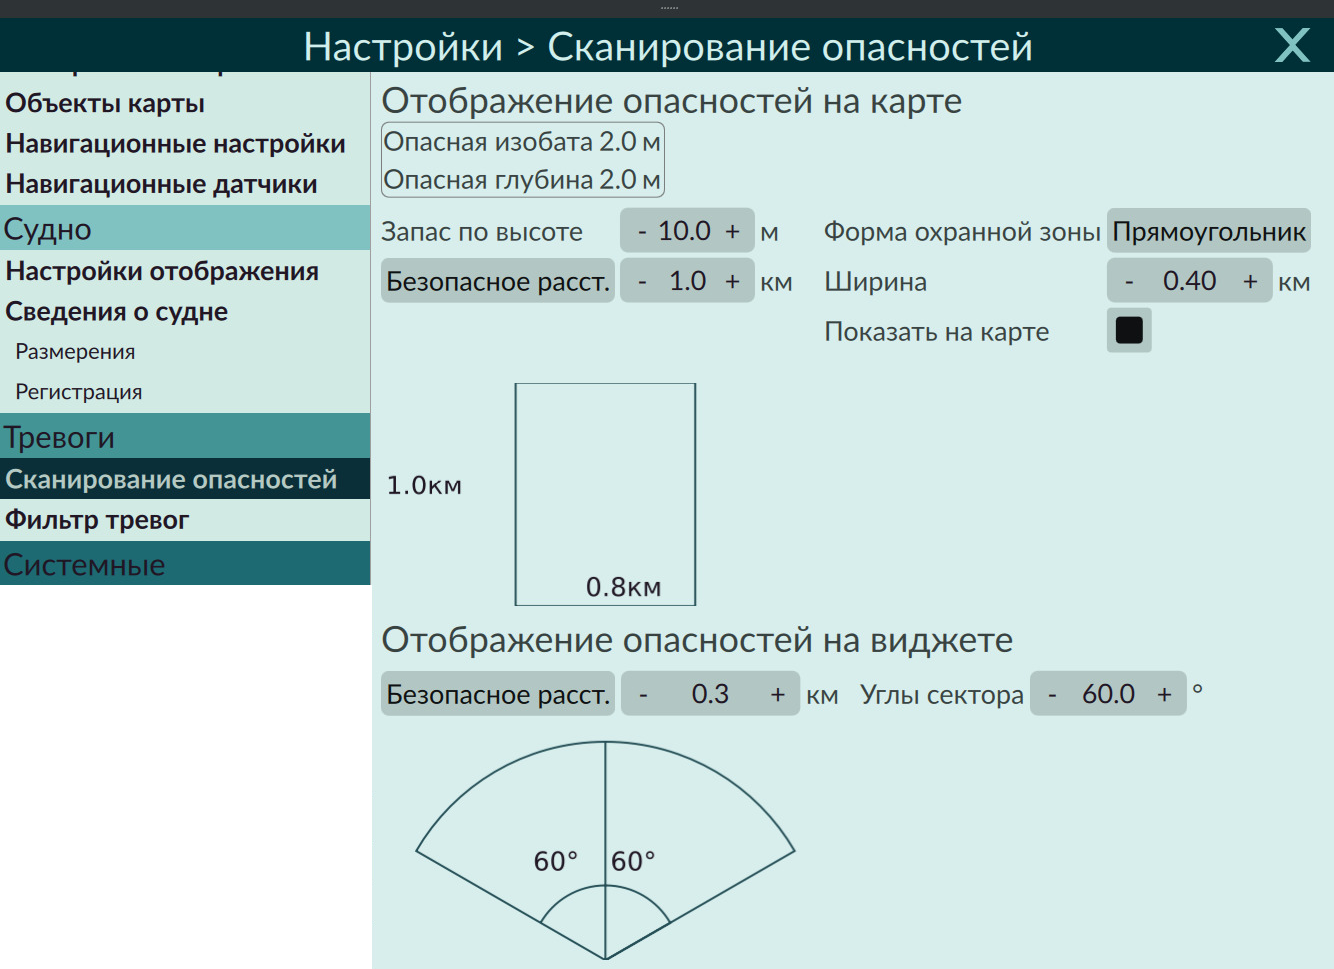 Настройки > Сканирование опасностей X
Объекты карты
Навигационные настройки
Навигационные датчики
Судно
Настройки отображения
Сведения о судне
Размерения
Регистрация
Тревоги
Сканирование опасностей
Фильтр тревог
Системные
Отображение опасностей на карте
Опасная изобата 2.0 м
Опасная глубина 2.0 м
Запас по высоте - 10.0 + м Форма охранной зоны Прямоугольник
Безопасное расст. - 1.0 + км Ширина - 0.40 + км
Показать на карте
1.0км
0.8км
Отображение опасностей на виджете
Безопасное расст. - 0.3 + км Углы сектора - 60.0 + °
60° 60°